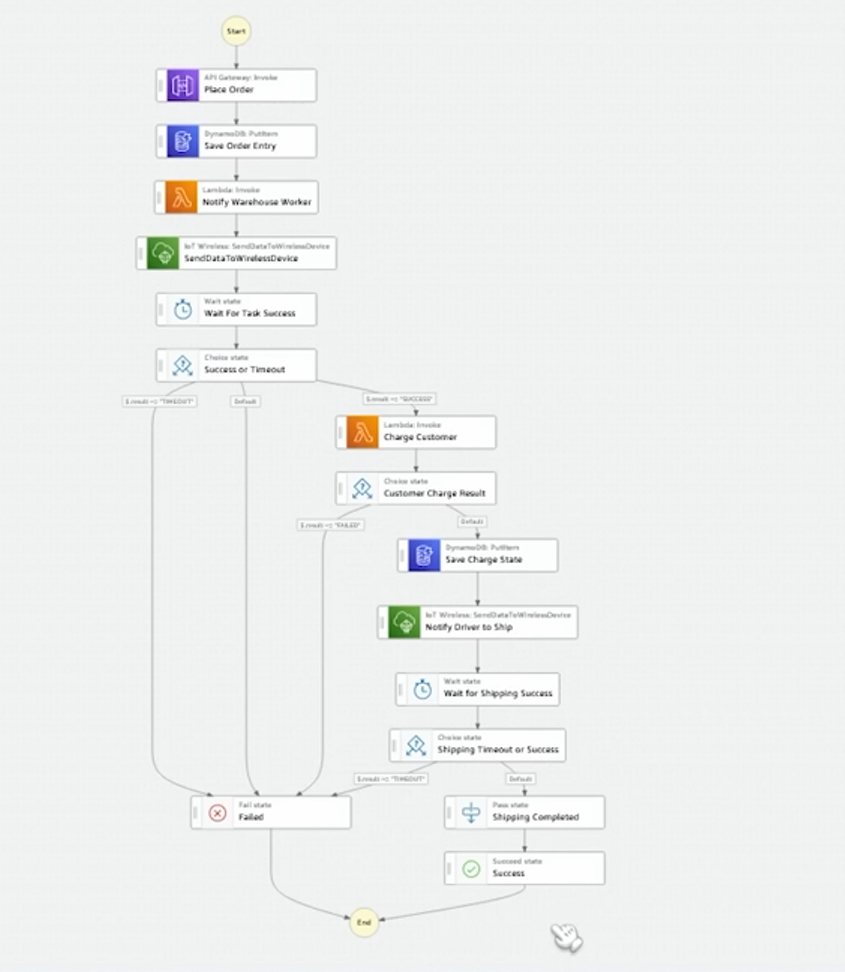 Start
API Gateway: Invoke
Place Order
DynamoDB: PutItem
Save Order Entry
Lambda: Invoke
Notify Warehouse Worker
IoT Wireless: SendDataToWirelessDevice
SendDataToWirelessDevice
Wait state
Wait For Task Success
Choice state
Success or Timeout
$.result == "TIMEOUT"
Default
$.result == "SUCCESS"
Lambda: Invoke
Charge Customer
Choice state
Customer Charge Result
$.result == "FAILED"
Default
DynamoDB: PutItem
Save Charge State
IoT Wireless: SendDataToWirelessDevice
Notify Driver to Ship
Wait state
Wait for Shipping Success
Choice state
Shipping Timeout or Success
$.result == "TIMEOUT"
Default
Fail state
Failed
Pass state
Shipping Completed
Succeed state
Success
End